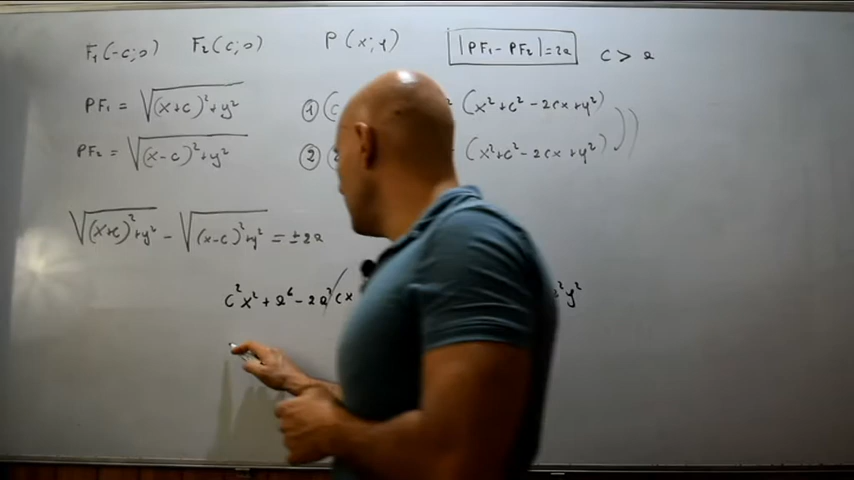 F₁(-c;0) F₂(c;0) P(x;y) |PF₁-PF₂|=2a c>a
PF₁ = √((x+c)²+y²) ① (x²+c²-2cx+y²)
PF₂ = √((x-c)²+y²) ② (x²+c²-2cx+y²)
√((x+c)²+y²) - √((x-c)²+y²) = ±2a
c²x²+a⁶-2a²cx y²